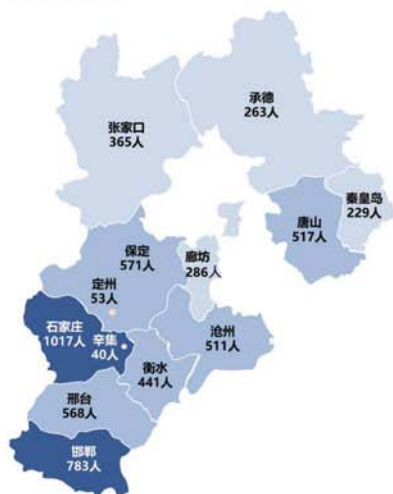 承德
263人
张家口
365人
秦皇岛
229人
唐山
517人
保定
571人
廊坊
286人
定州
53人
石家庄
1017人
辛集
40人
沧州
511人
衡水
441人
邢台
568人
邯郸
783人